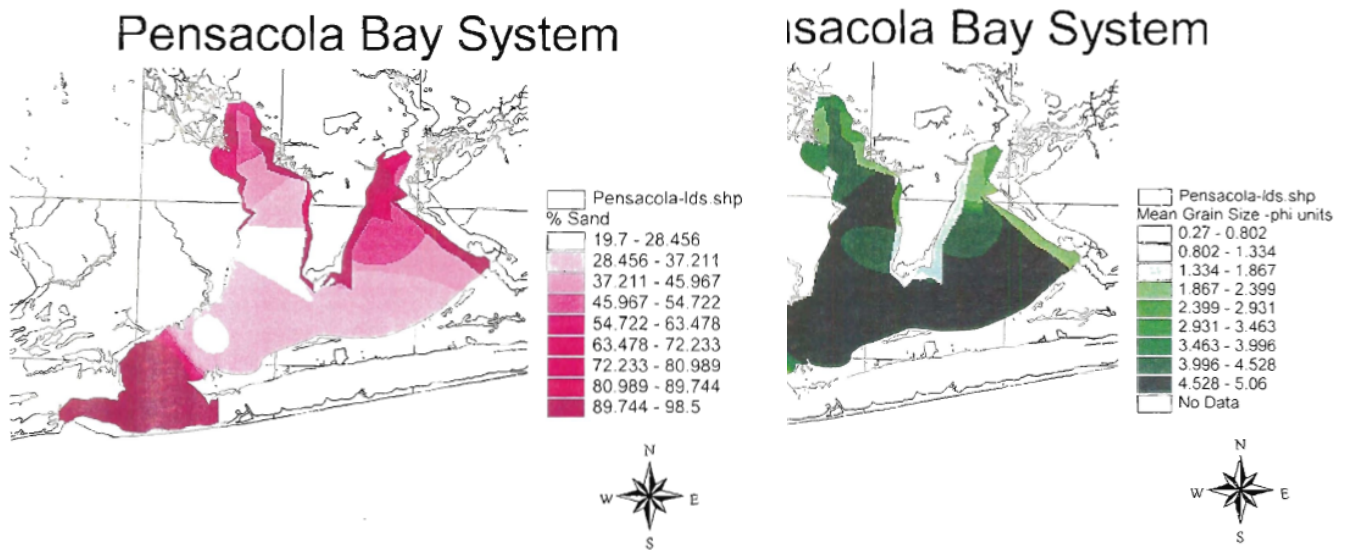 Pensacola Bay System
Pensacola-lds.shp
% Sand
19.7 - 28.456
28.456 - 37.211
37.211 - 45.967
45.967 - 54.722
54.722 - 63.478
63.478 - 72.233
72.233 - 80.989
80.989 - 89.744
89.744 - 98.5
N
W E
S
nsacola Bay System
Pensacola-lds.shp
Mean Grain Size -phi units
0.27 - 0.802
0.802 - 1.334
1.334 - 1.867
1.867 - 2.399
2.399 - 2.931
2.931 - 3.463
3.463 - 3.996
3.996 - 4.528
4.528 - 5.06
No Data
N
W E
S